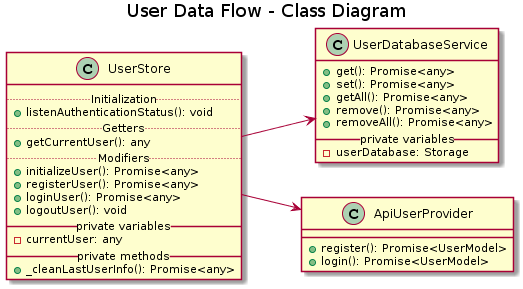 User Data Flow - Class Diagram
C UserStore
Initialization
listenAuthenticationStatus(): void
Getters
getCurrentUser(): any
Modifiers
initializeUser(): Promise<any>
registerUser(): Promise<any>
loginUser(): Promise<any>
logoutUser(): void
private variables
currentUser: any
private methods
_cleanLastUserInfo(): Promise<any>
C UserDatabaseService
get(): Promise<any>
set(): Promise<any>
getAll(): Promise<any>
remove(): Promise<any>
removeAll(): Promise<any>
private variables
userDatabase: Storage
C ApiUserProvider
register(): Promise<UserModel>
login(): Promise<UserModel>